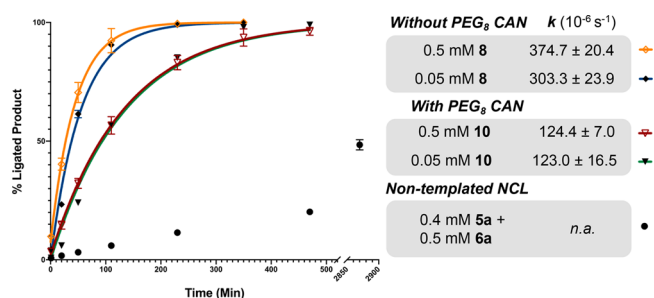 Without PEG8 CAN k (10-6 s-1)
0.5 mM 8 374.7 ± 20.4
0.05 mM 8 303.3 ± 23.9
With PEG8 CAN
0.5 mM 10 124.4 ± 7.0
0.05 mM 10 123.0 ± 16.5
Non-templated NCL
0.4 mM 5a +
0.5 mM 6a n.a.
% Ligated Product
100
50
0
0 100 200 300 400 500 2850 2900
Time (Min)